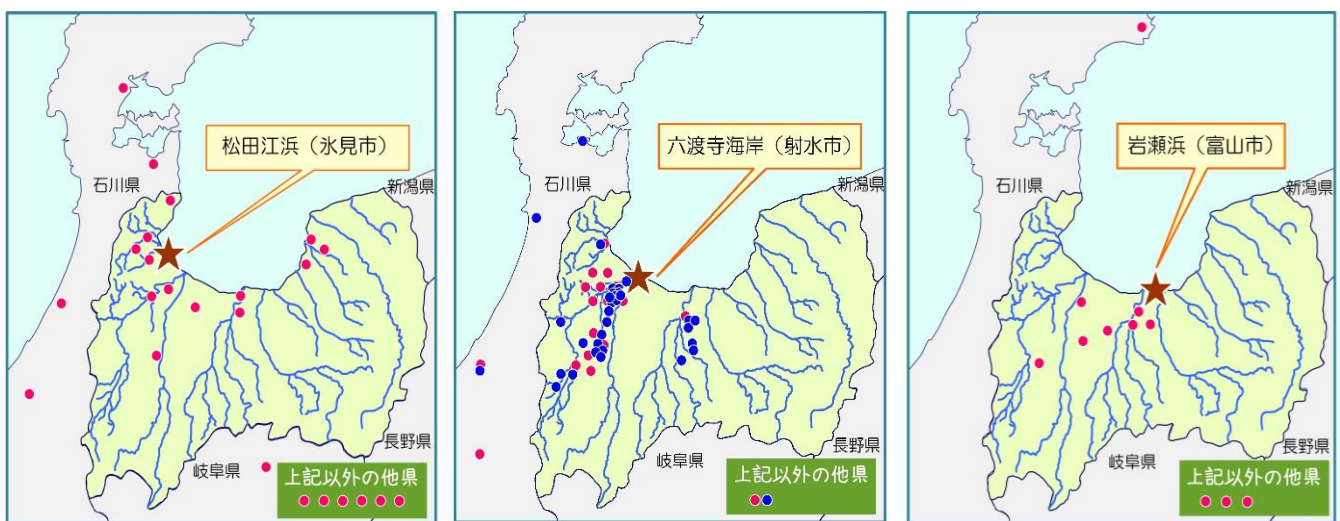 松田江浜（氷見市）
石川県
新潟県
長野県
岐阜県
上記以外の他県
六渡寺海岸（射水市）
石川県
新潟県
長野県
岐阜県
上記以外の他県
岩瀬浜（富山市）
石川県
新潟県
長野県
岐阜県
上記以外の他県